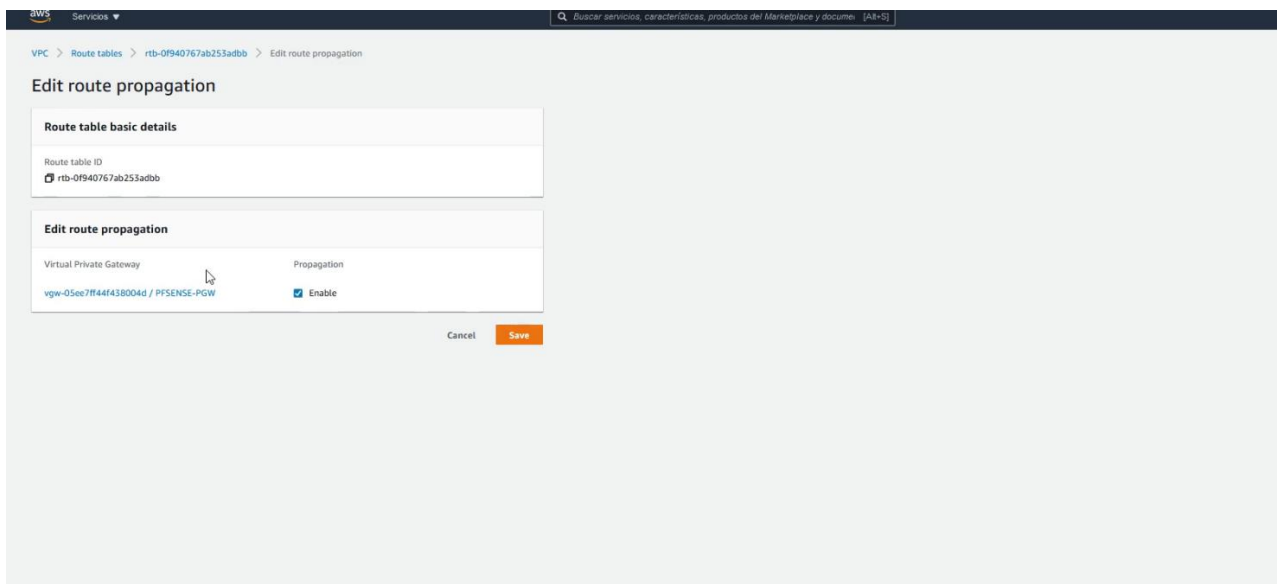 aws Servicios ▼ Buscar servicios, características, productos del Marketplace y documen [Alt+S]
VPC > Route tables > rtb-0f940767ab253adbb > Edit route propagation
Edit route propagation
Route table basic details
Route table ID
rtb-0f940767ab253adbb
Edit route propagation
Virtual Private Gateway Propagation
vgw-05ee7ff44f438004d / PFSENSE-PGW Enable
Cancel Save